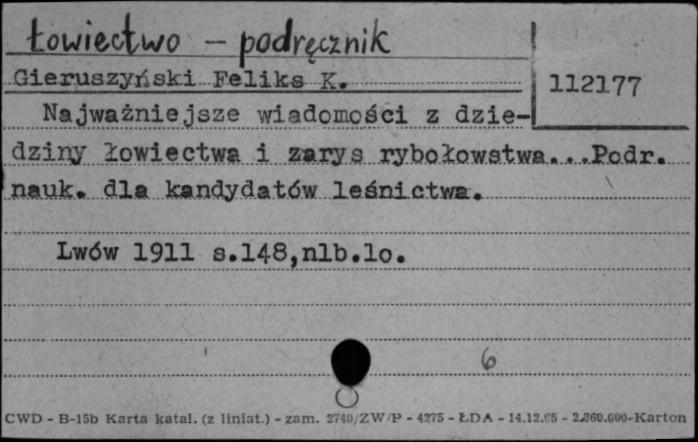 Łowiectwo - podręcznik
Gieruszyński Feliks K.
112177
Najważniejsze wiadomości z dzie-
dziny łowiectwa i zarys rybołowstwa...Podr.
nauk. dla kandydatów leśnictwa.
Lwów 1911 s.148,nlb.lo.
6
CWD - B-15b Karta katal. (z liniat.) - zam. 2740/ZW/P - 4275 - ŁDA - 14.12.65 - 2.860.000-Karton